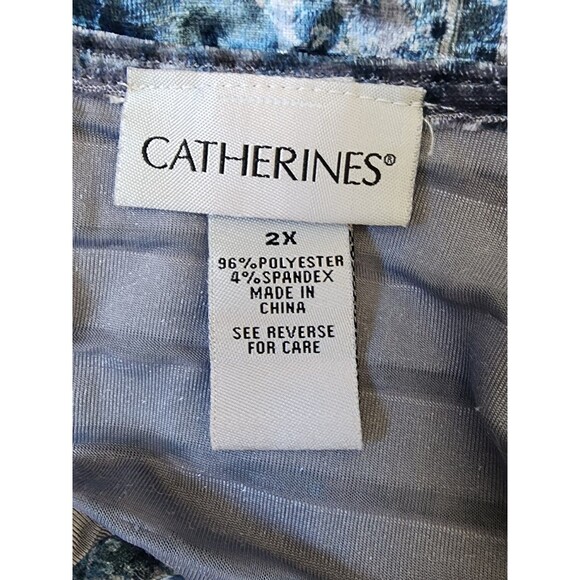 CATHERINES®
2X
96%POLYESTER
4%SPANDEX
MADE IN
CHINA
SEE REVERSE
FOR CARE